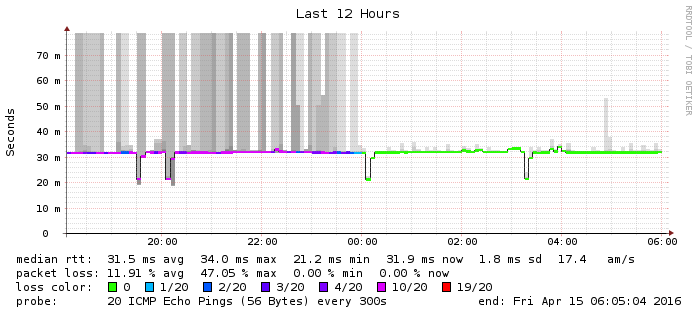 Last 12 Hours
RRDTOOL / TOBI OETIKER
Seconds
70 m
60 m
50 m
40 m
30 m
20 m
10 m
0
20:00 22:00 00:00 02:00 04:00 06:00
median rtt: 31.5 ms avg 34.0 ms max 21.2 ms min 31.9 ms now 1.8 ms sd 17.4 am/s
packet loss: 11.91 % avg 47.05 % max 0.00 % min 0.00 % now
loss color: 0 1/20 2/20 3/20 4/20 10/20 19/20
probe: 20 ICMP Echo Pings (56 Bytes) every 300s end: Fri Apr 15 06:05:04 2016